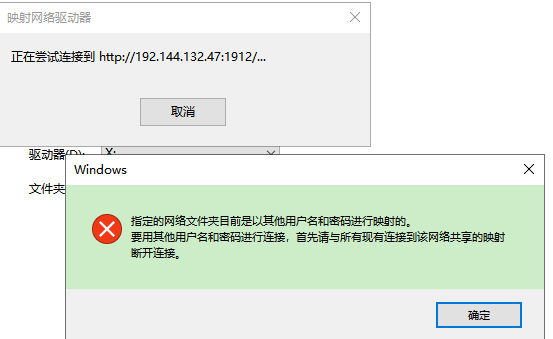 映射网络驱动器
正在尝试连接到 http://192.144.132.47:1912/...
取消
驱动器(D): X:
文件夹
Windows
指定的网络文件夹目前是以其他用户名和密码进行映射的。
要用其他用户名和密码进行连接，首先请与所有现有连接到该网络共享的映射
断开连接。
确定